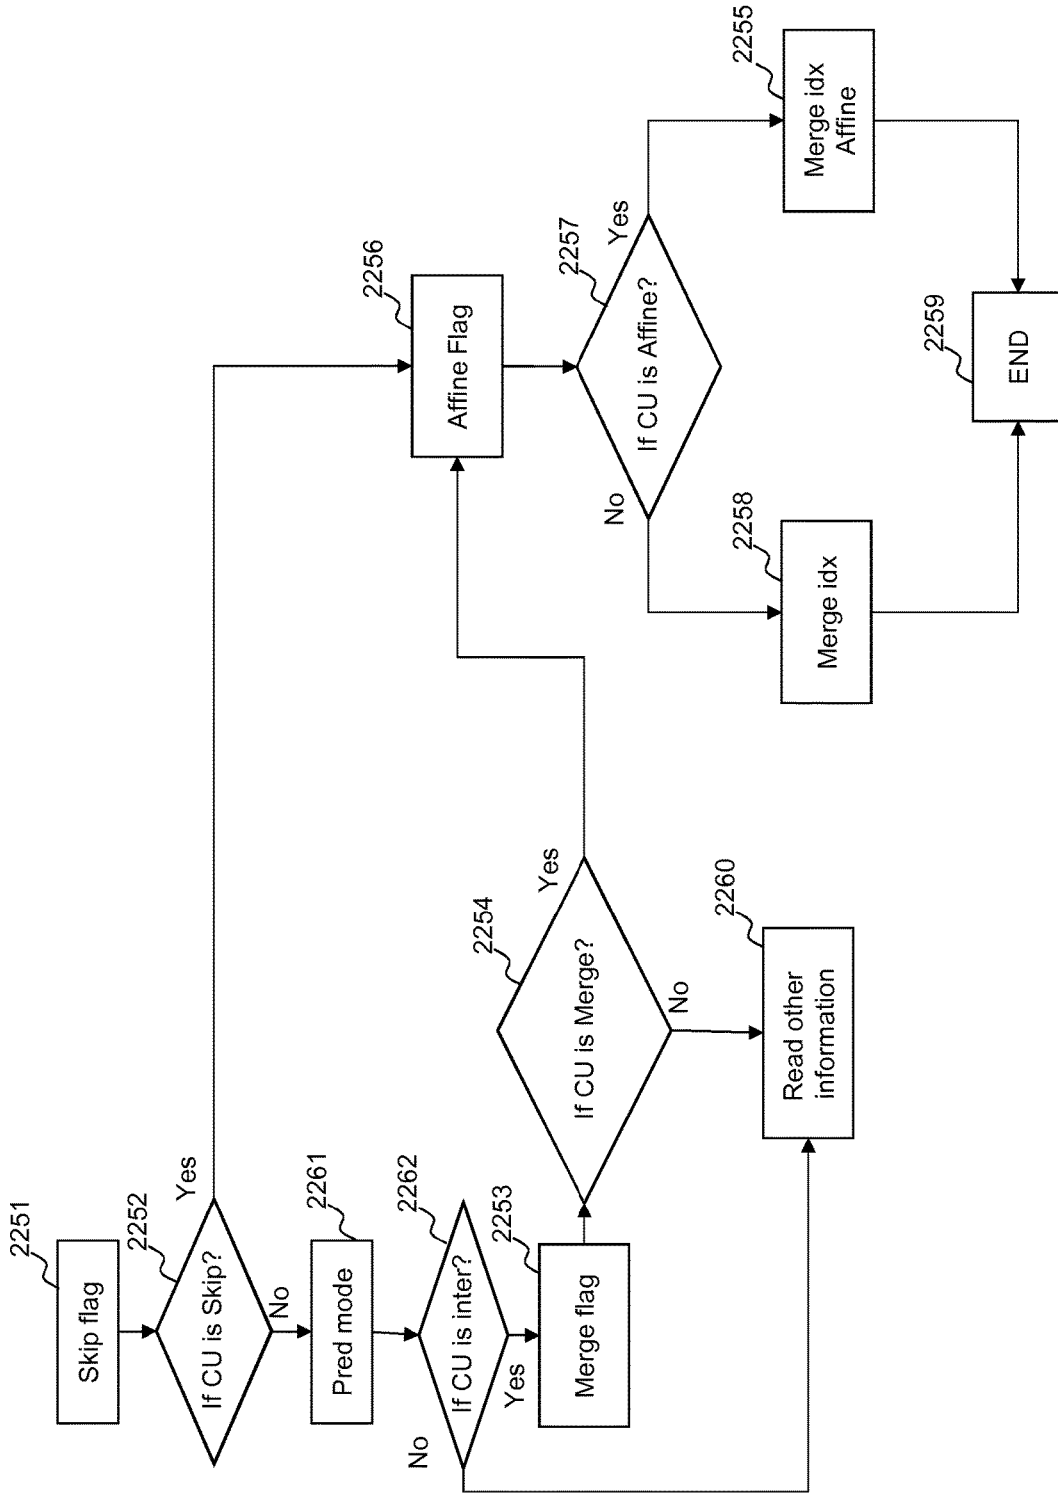 2251
Skip flag
2252
If CU is Skip?
Yes
No
2261
Pred mode
2262
If CU is inter?
No
Yes
2253
Merge flag
2254
If CU is Merge?
Yes
No
2260
Read other
information
2256
Affine Flag
2257
If CU is Affine?
No
Yes
2258
Merge idx
2255
Merge idx
Affine
2259
END